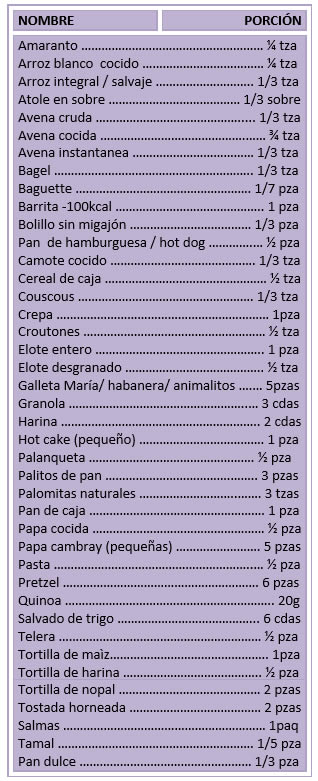 NOMBRE PORCIÓN
Amaranto ¼ tza
Arroz blanco cocido ¼ tza
Arroz integral / salvaje 1/3 tza
Atole en sobre 1/3 sobre
Avena cruda 1/3 tza
Avena cocida ¾ tza
Avena instantanea 1/3 tza
Bagel 1/3 tza
Baguette 1/7 pza
Barrita -100kcal 1 pza
Bolillo sin migajón 1/3 pza
Pan de hamburguesa / hot dog ½ pza
Camote cocido 1/3 tza
Cereal de caja ½ tza
Couscous 1/3 tza
Crepa 1pza
Croutones ½ tza
Elote entero 1 pza
Elote desgranado ½ tza
Galleta María/ habanera/ animalitos 5pzas
Granola 3 cdas
Harina 2 cdas
Hot cake (pequeño) 1 pza
Palanqueta ½ pza
Palitos de pan 3 pzas
Palomitas naturales 3 tzas
Pan de caja 1 pza
Papa cocida ½ pza
Papa cambray (pequeñas) 5 pzas
Pasta ½ pza
Pretzel 6 pzas
Quinoa 20g
Salvado de trigo 6 cdas
Telera ½ pza
Tortilla de maìz 1pza
Tortilla de harina ½ pza
Tortilla de nopal 2 pzas
Tostada horneada 2 pzas
Salmas 1paq
Tamal 1/5 pza
Pan dulce 1/3 pza